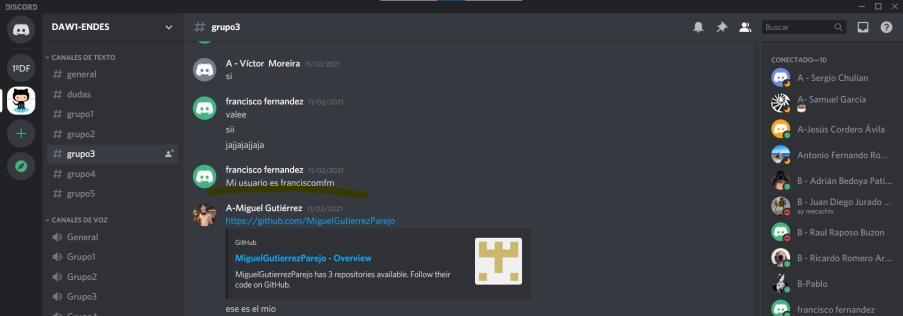 DISCORD
DAW1-ENDES
CANALES DE TEXTO
general
dudas
grupo1
grupo2
grupo3
grupo4
grupo5
CANALES DE VOZ
General
Grupo1
Grupo2
Grupo3
Grupo4
1ºDF
# grupo3
Buscar
A - Víctor Moreira 11/02/2021
si
francisco fernandez 11/02/2021
valee
sii
jajjajajjaja
francisco fernandez 11/02/2021
Mi usuario es franciscomfm
A-Miguel Gutiérrez 11/02/2021
https://github.com/MiguelGutierrezParejo
GitHub
MiguelGutierrezParejo - Overview
MiguelGutierrezParejo has 3 repositories available. Follow their
code on GitHub.
ese es el mio
CONECTADO—10
A - Sergio Chulian
A- Samuel García
A-Jesús Cordero Ávila
Antonio Fernando Ro...
B - Adrián Bedoya Pati...
B - Juan Diego Jurado ...
ay mecachis
B - Raul Raposo Buzon
B - Ricardo Romero Ar...
B-Pablo
francisco fernandez